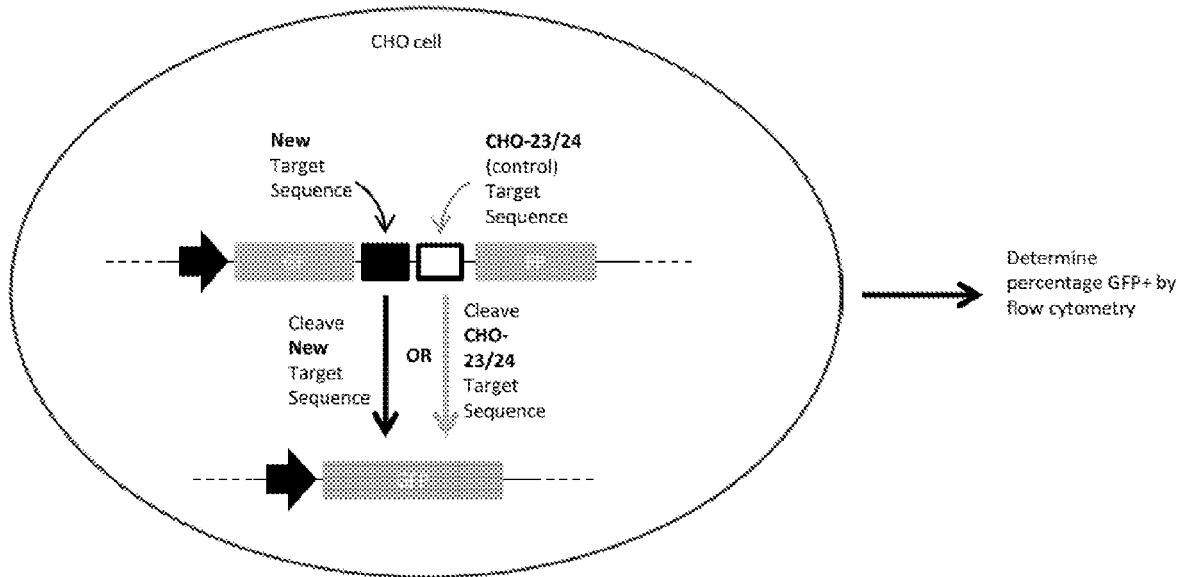 CHO cell
New
Target
Sequence
CHO-23/24
(control)
Target
Sequence
Cleave
New
Target
Sequence
OR
Cleave
CHO-
23/24
Target
Sequence
GFP
Determine
percentage GFP+ by
flow cytometry